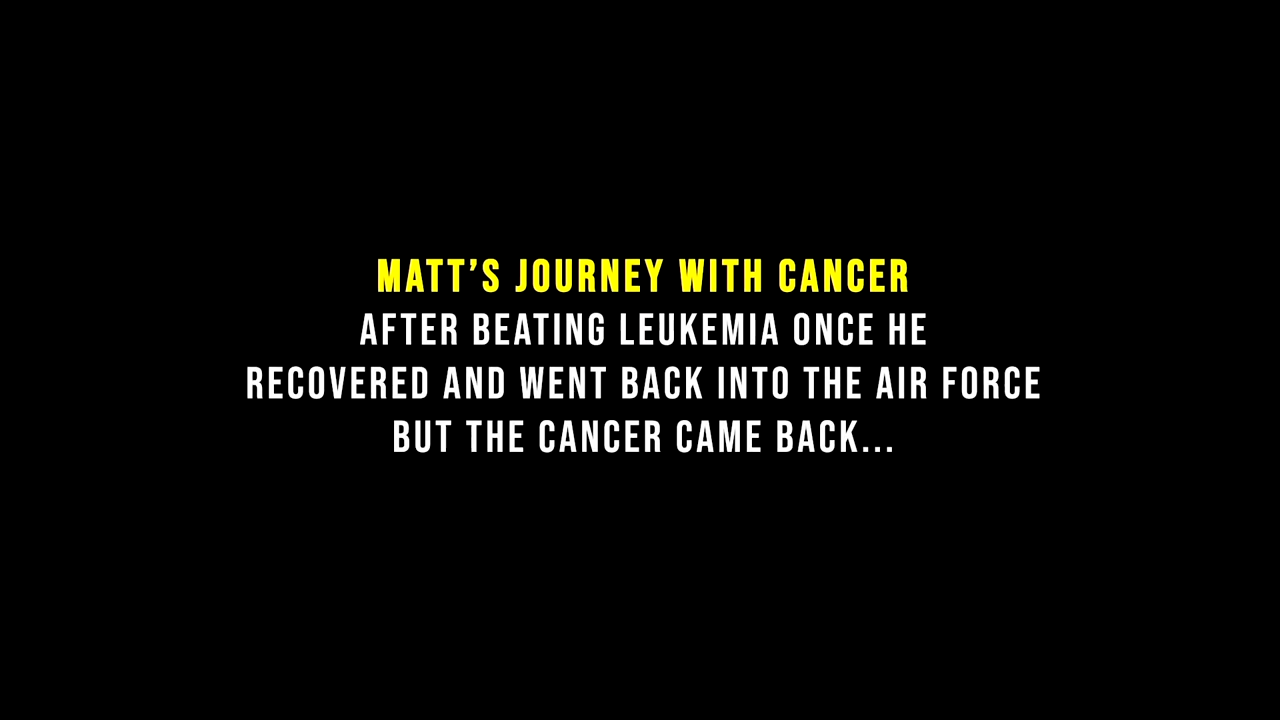 MATT’S JOURNEY WITH CANCER
AFTER BEATING LEUKEMIA ONCE HE
RECOVERED AND WENT BACK INTO THE AIR FORCE
BUT THE CANCER CAME BACK...